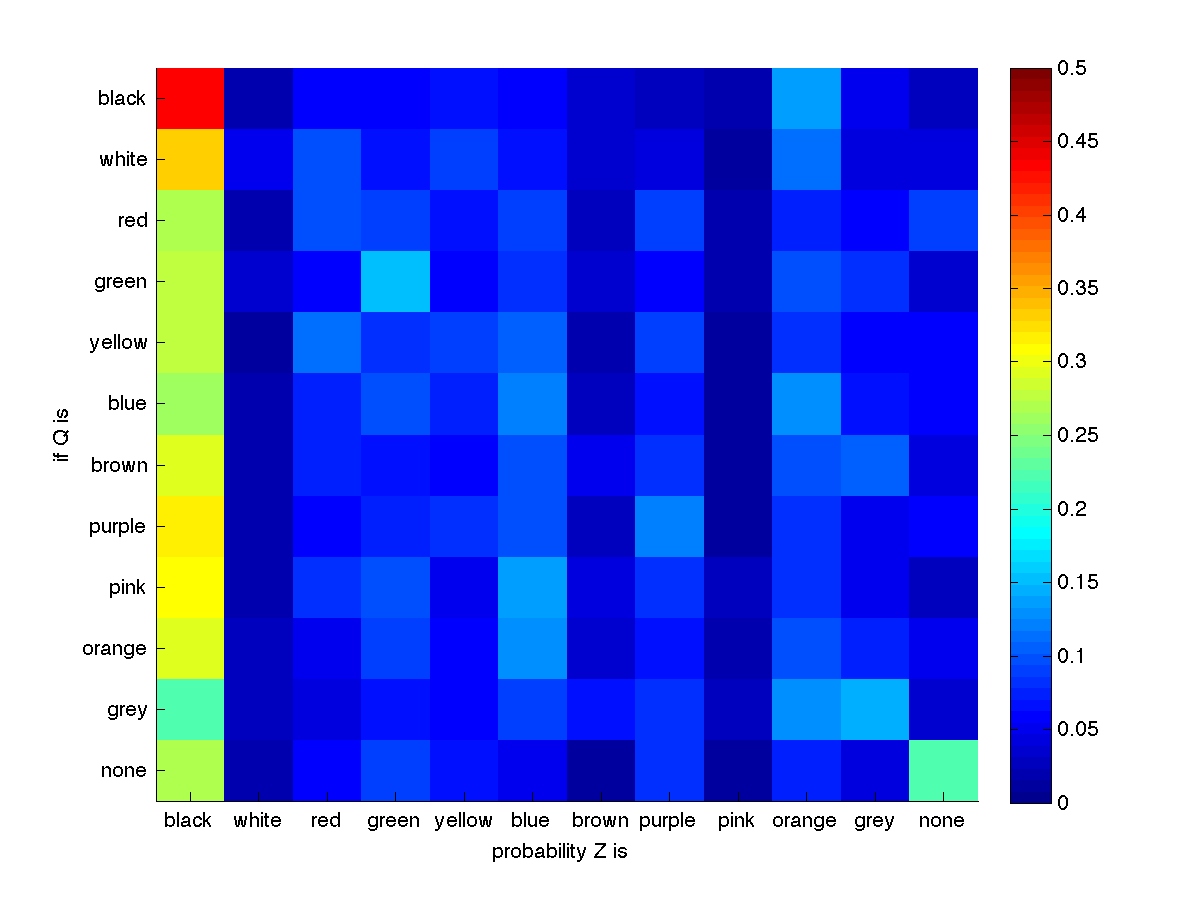 if Q is
black
white
red
green
yellow
blue
brown
purple
pink
orange
grey
none
black white red green yellow blue brown purple pink orange grey none
probability Z is
0.5
0.45
0.4
0.35
0.3
0.25
0.2
0.15
0.1
0.05
0